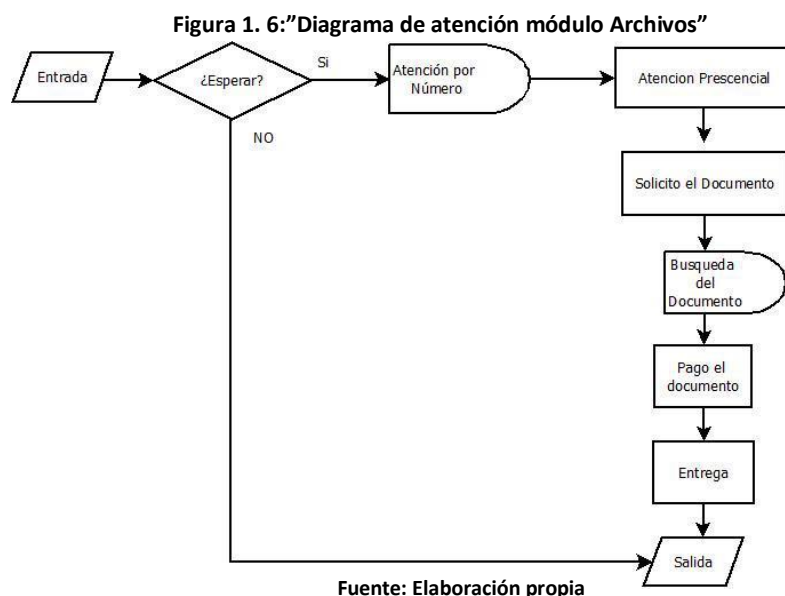 Figura 1. 6:”Diagrama de atención módulo Archivos”
Entrada
¿Esperar?
Si
Atención por
Número
Atencion Prescencial
NO
Solicito el Documento
Busqueda
del
Documento
Pago el
documento
Entrega
Salida
Fuente: Elaboración propia